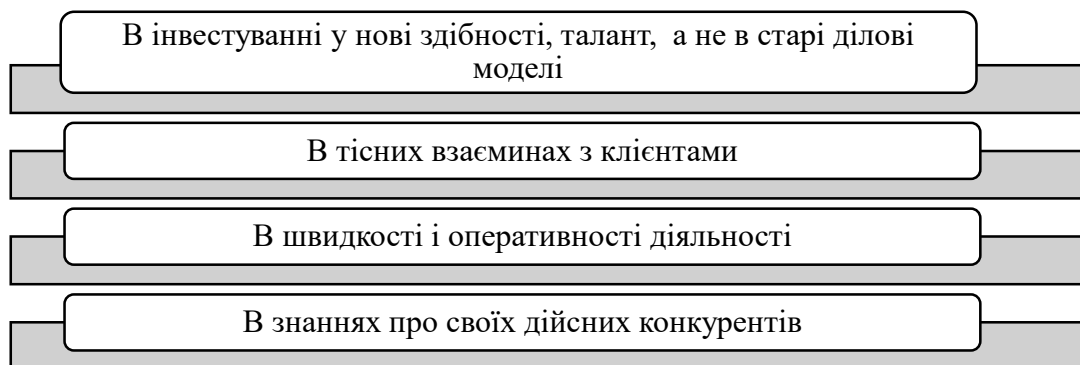 В інвестуванні у нові здібності, талант,  а не в старі ділові
моделі
В тісних взаєминах з клієнтами
В швидкості і оперативності діяльності
В знаннях про своїх дійсних конкурентів